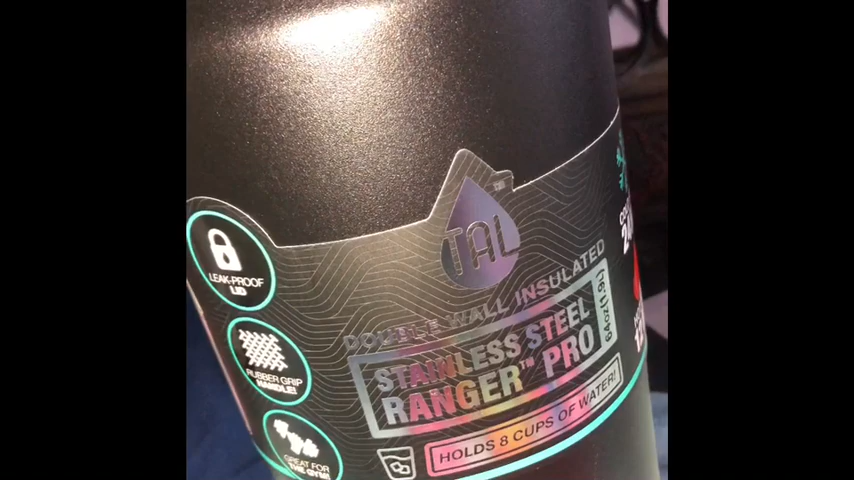 TAL
LEAK-PROOF
LID
DOUBLE WALL INSULATED
STAINLESS STEEL
RANGER™ PRO
64oz(1.9L)
RUBBER GRIP
HANDLE!
HOLDS 8 CUPS OF WATER!
GREAT FOR
THE GYM!